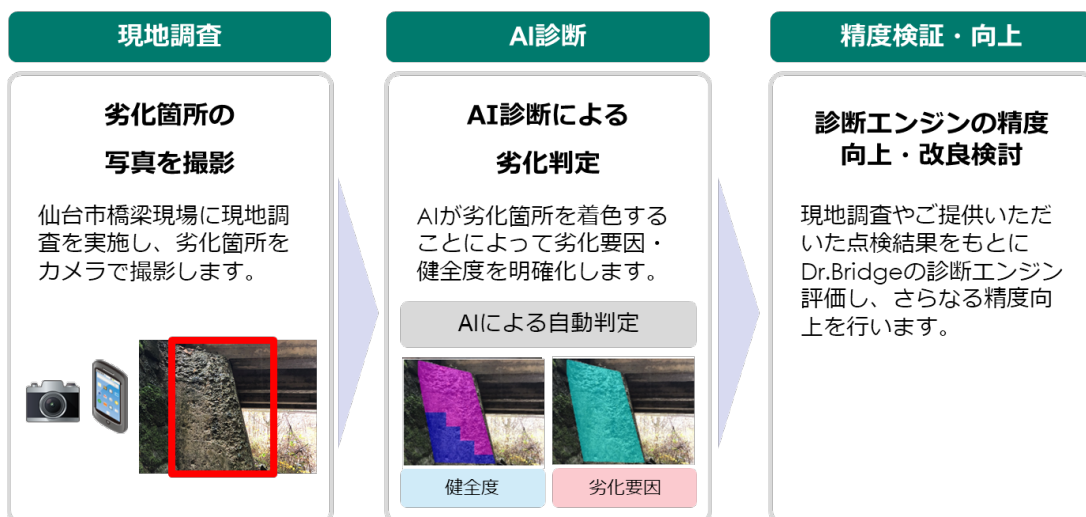 現地調査
劣化箇所の
写真を撮影
仙台市橋梁現場に現地調
査を実施し、劣化箇所を
カメラで撮影します。
AI診断
AI診断による
劣化判定
AIが劣化箇所を着色する
ことによって劣化要因・
健全度を明確化します。
AIによる自動判定
健全度
劣化要因
精度検証・向上
診断エンジンの精度
向上・改良検討
現地調査やご提供いただ
いた点検結果をもとに
Dr.Bridgeの診断エンジン
評価し、さらなる精度向
上を行います。